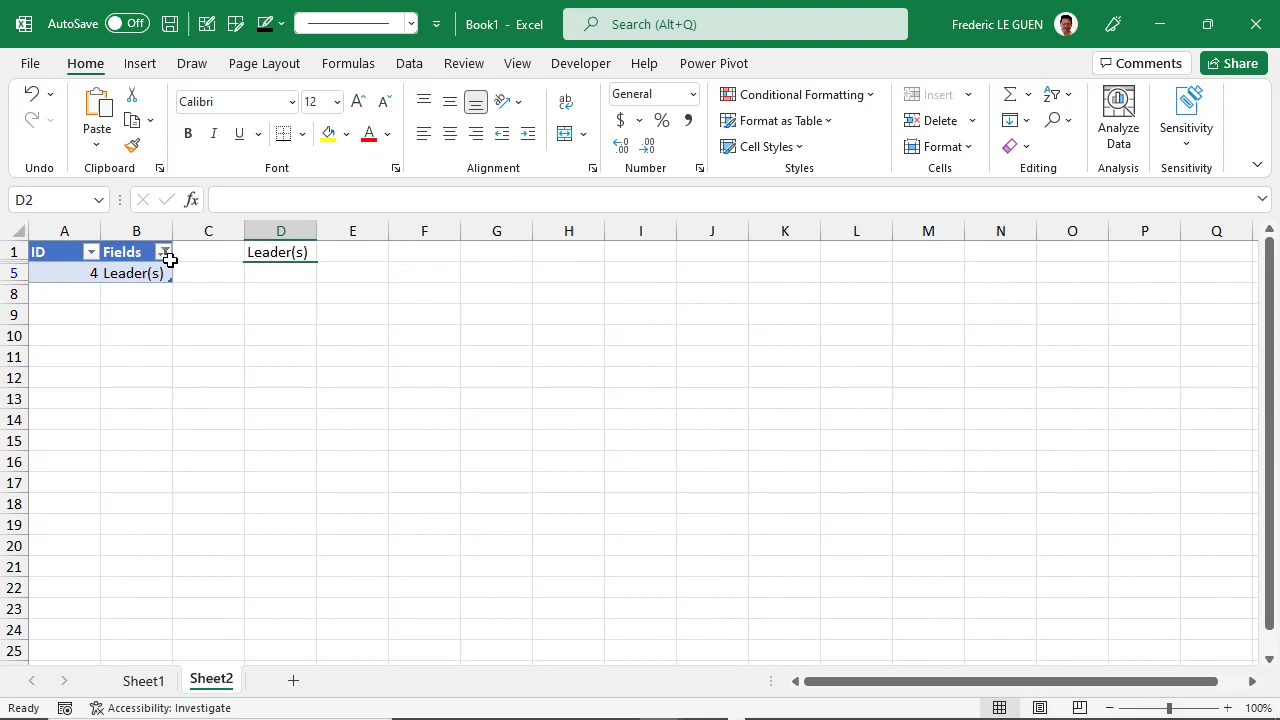 AutoSave Off Book1 - Excel Search (Alt+Q) Frederic LE GUEN
File Home Insert Draw Page Layout Formulas Data Review View Developer Help Power Pivot Comments Share
Calibri 12 General Conditional Formatting Insert
Paste Format as Table Delete Analyze Data Sensitivity
Cell Styles Format
Undo Clipboard Font Alignment Number Styles Cells Editing Analysis Sensitivity
D2 fx
A B C D E F G H I J K L M N O P Q
1 ID Fields Leader(s)
5 4 Leader(s)
8
9
10
11
12
13
14
15
16
17
18
19
20
21
22
23
24
25
Sheet1 Sheet2
Ready Accessibility: Investigate 100%